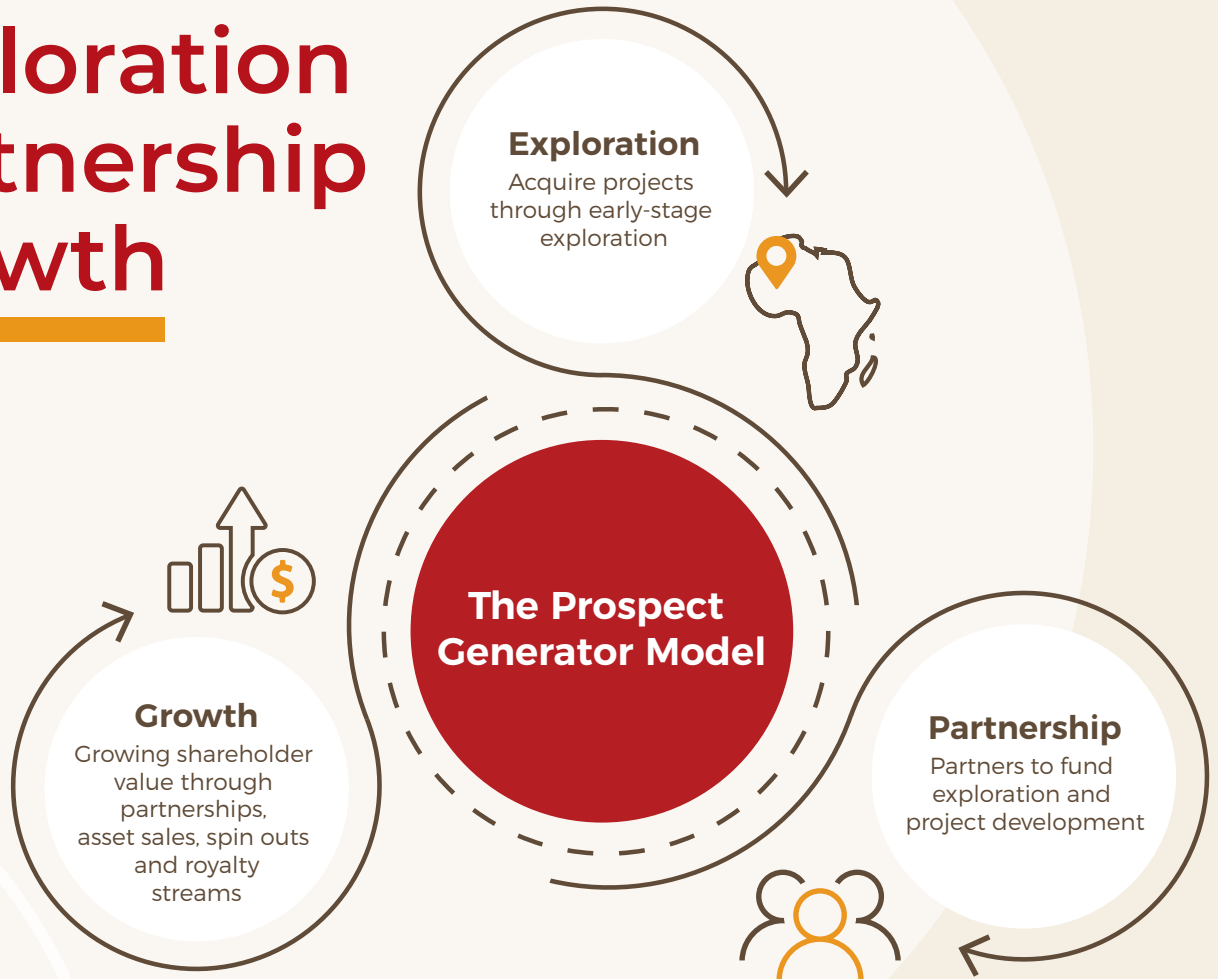 loration
tnership
wth
Exploration
Acquire projects
through early-stage
exploration
The Prospect
Generator Model
$
Growth
Growing shareholder
value through
partnerships,
asset sales, spin outs
and royalty
streams
Partnership
Partners to fund
exploration and
project development